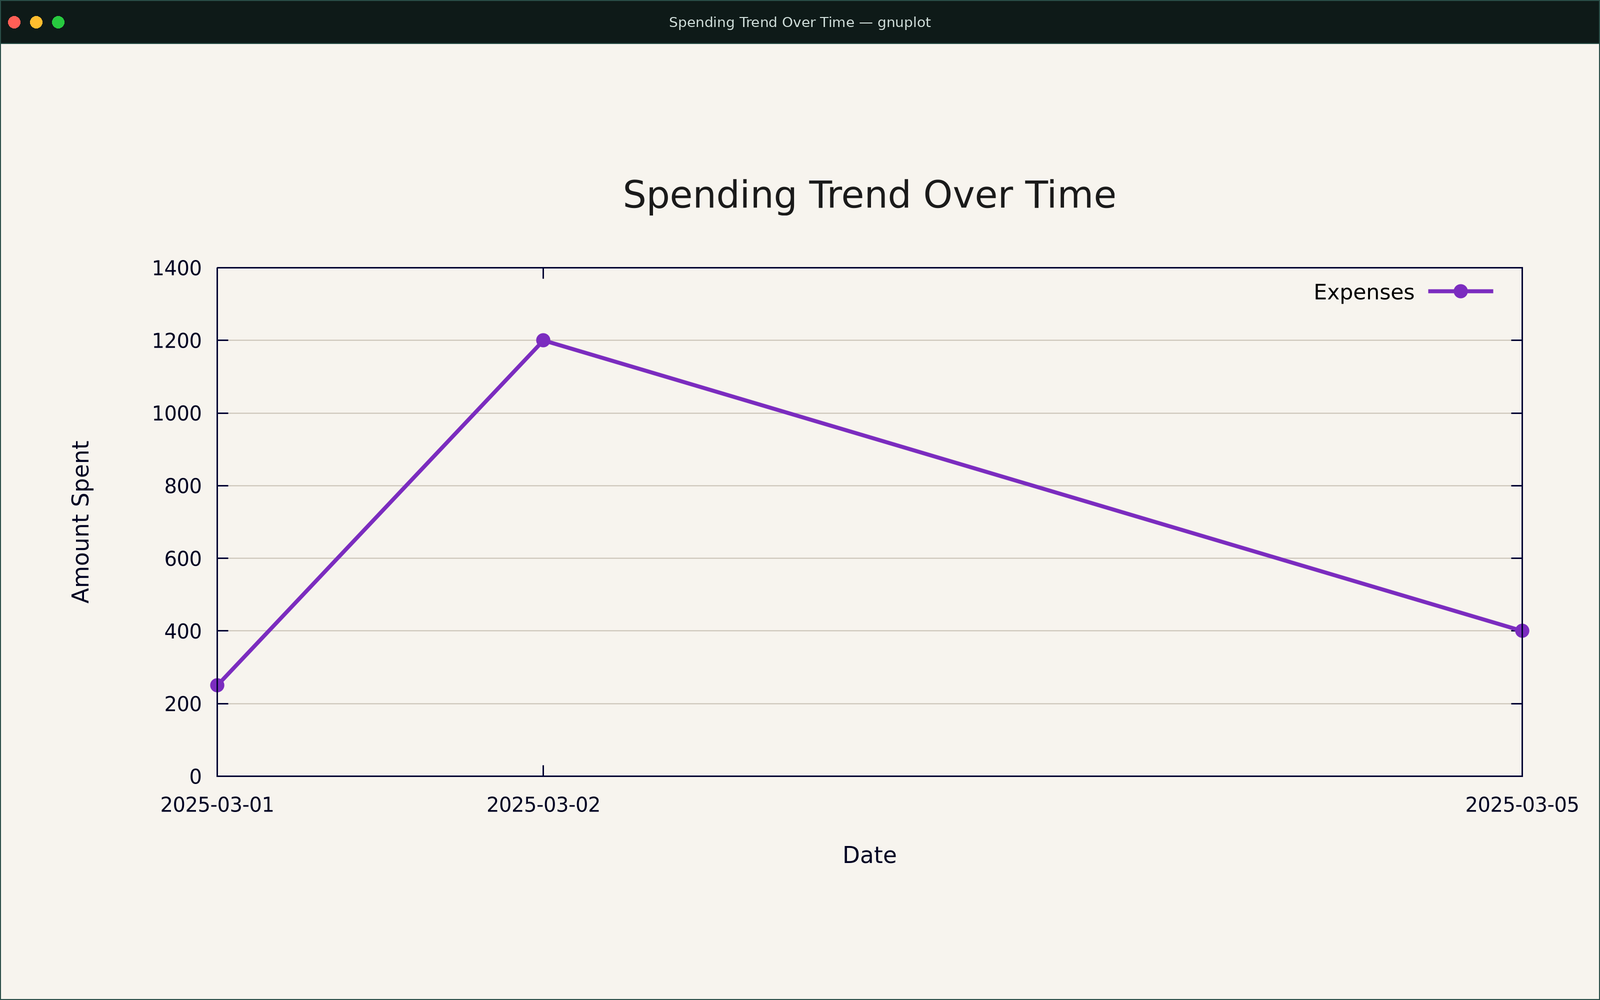 Spending Trend Over Time — gnuplot
Spending Trend Over Time
Expenses
1400
1200
1000
800
600
400
200
0
Amount Spent
2025-03-01 2025-03-02 2025-03-05
Date